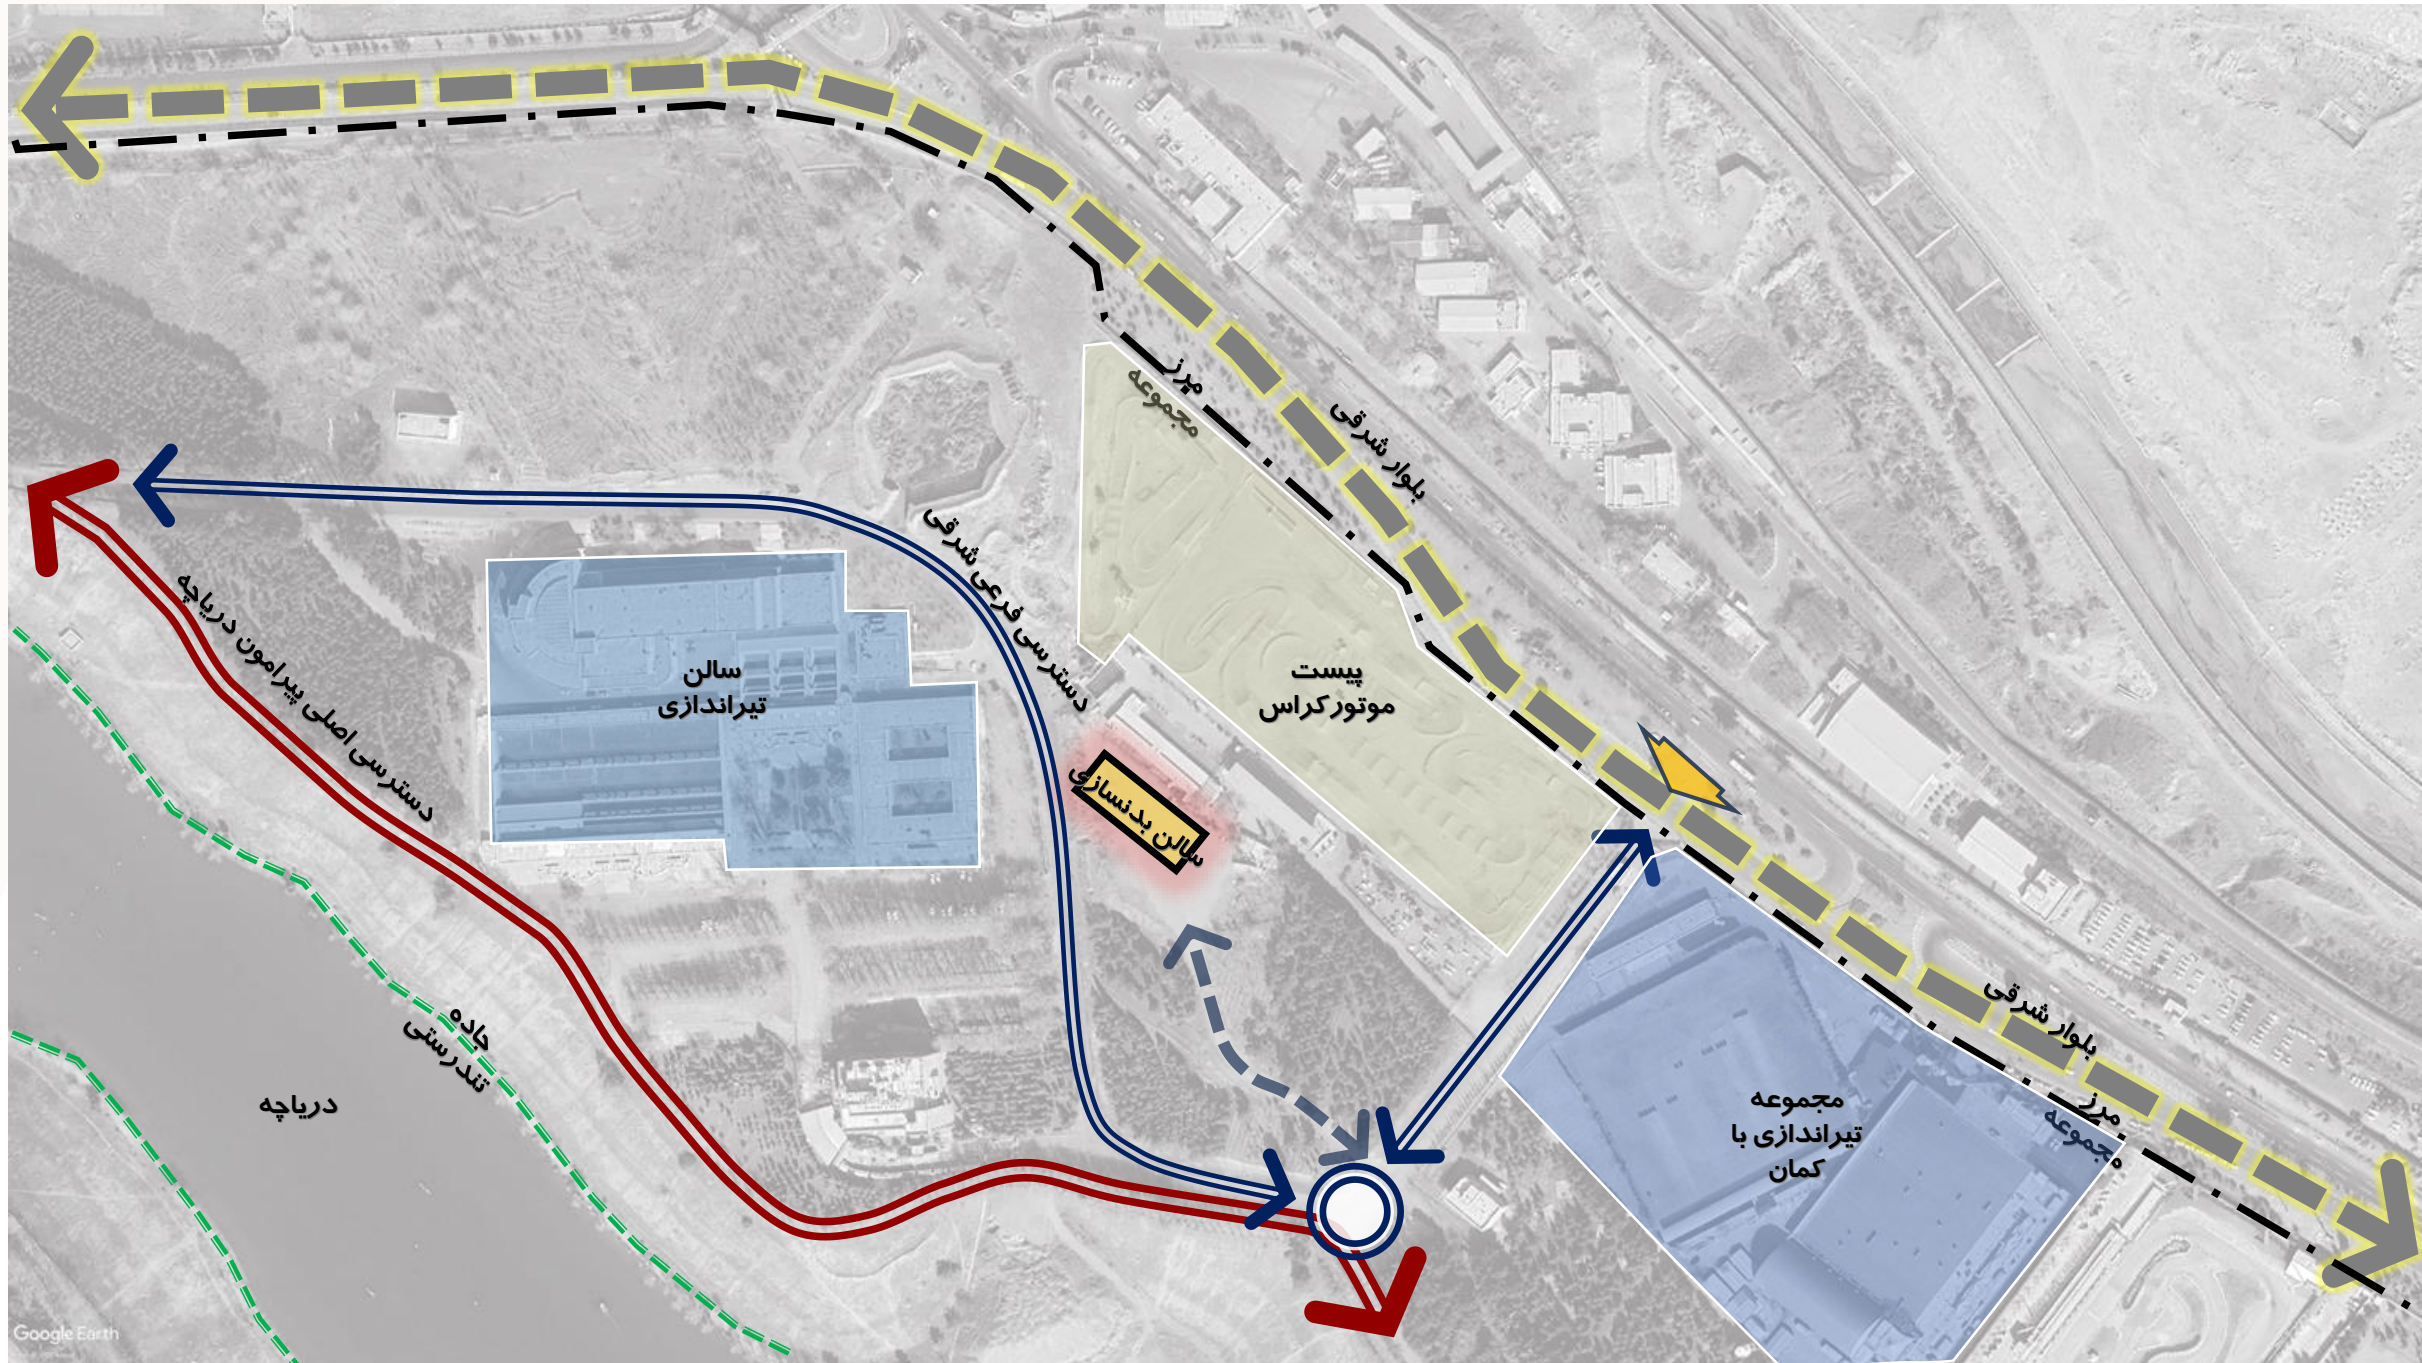 مرز
مجموعه
بلوار شرقی
دسترسی فرعی شرقی
دسترسی اصلی پیرامون دریاچه
سالن
تیراندازی
پیست
موتورکراس
سالن بدنسازی
بلوار شرقی
جاده
تندرستی
دریاچه
مجموعه
تیراندازی با
کمان
مرز
مجموعه
Google Earth